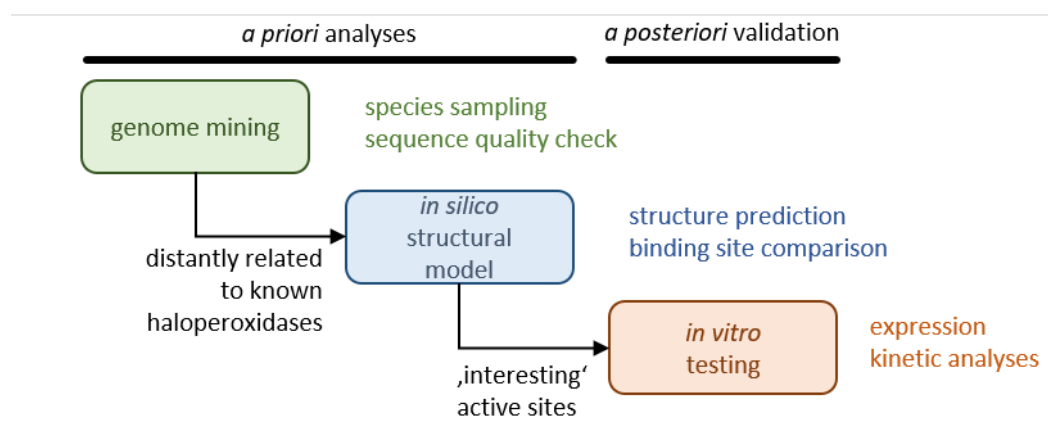 a priori analyses
a posteriori validation
genome mining
species sampling
sequence quality check
in silico
structural
model
structure prediction
binding site comparison
distantly related
to known
haloperoxidases
in vitro
testing
expression
kinetic analyses
‚interesting‘
active sites